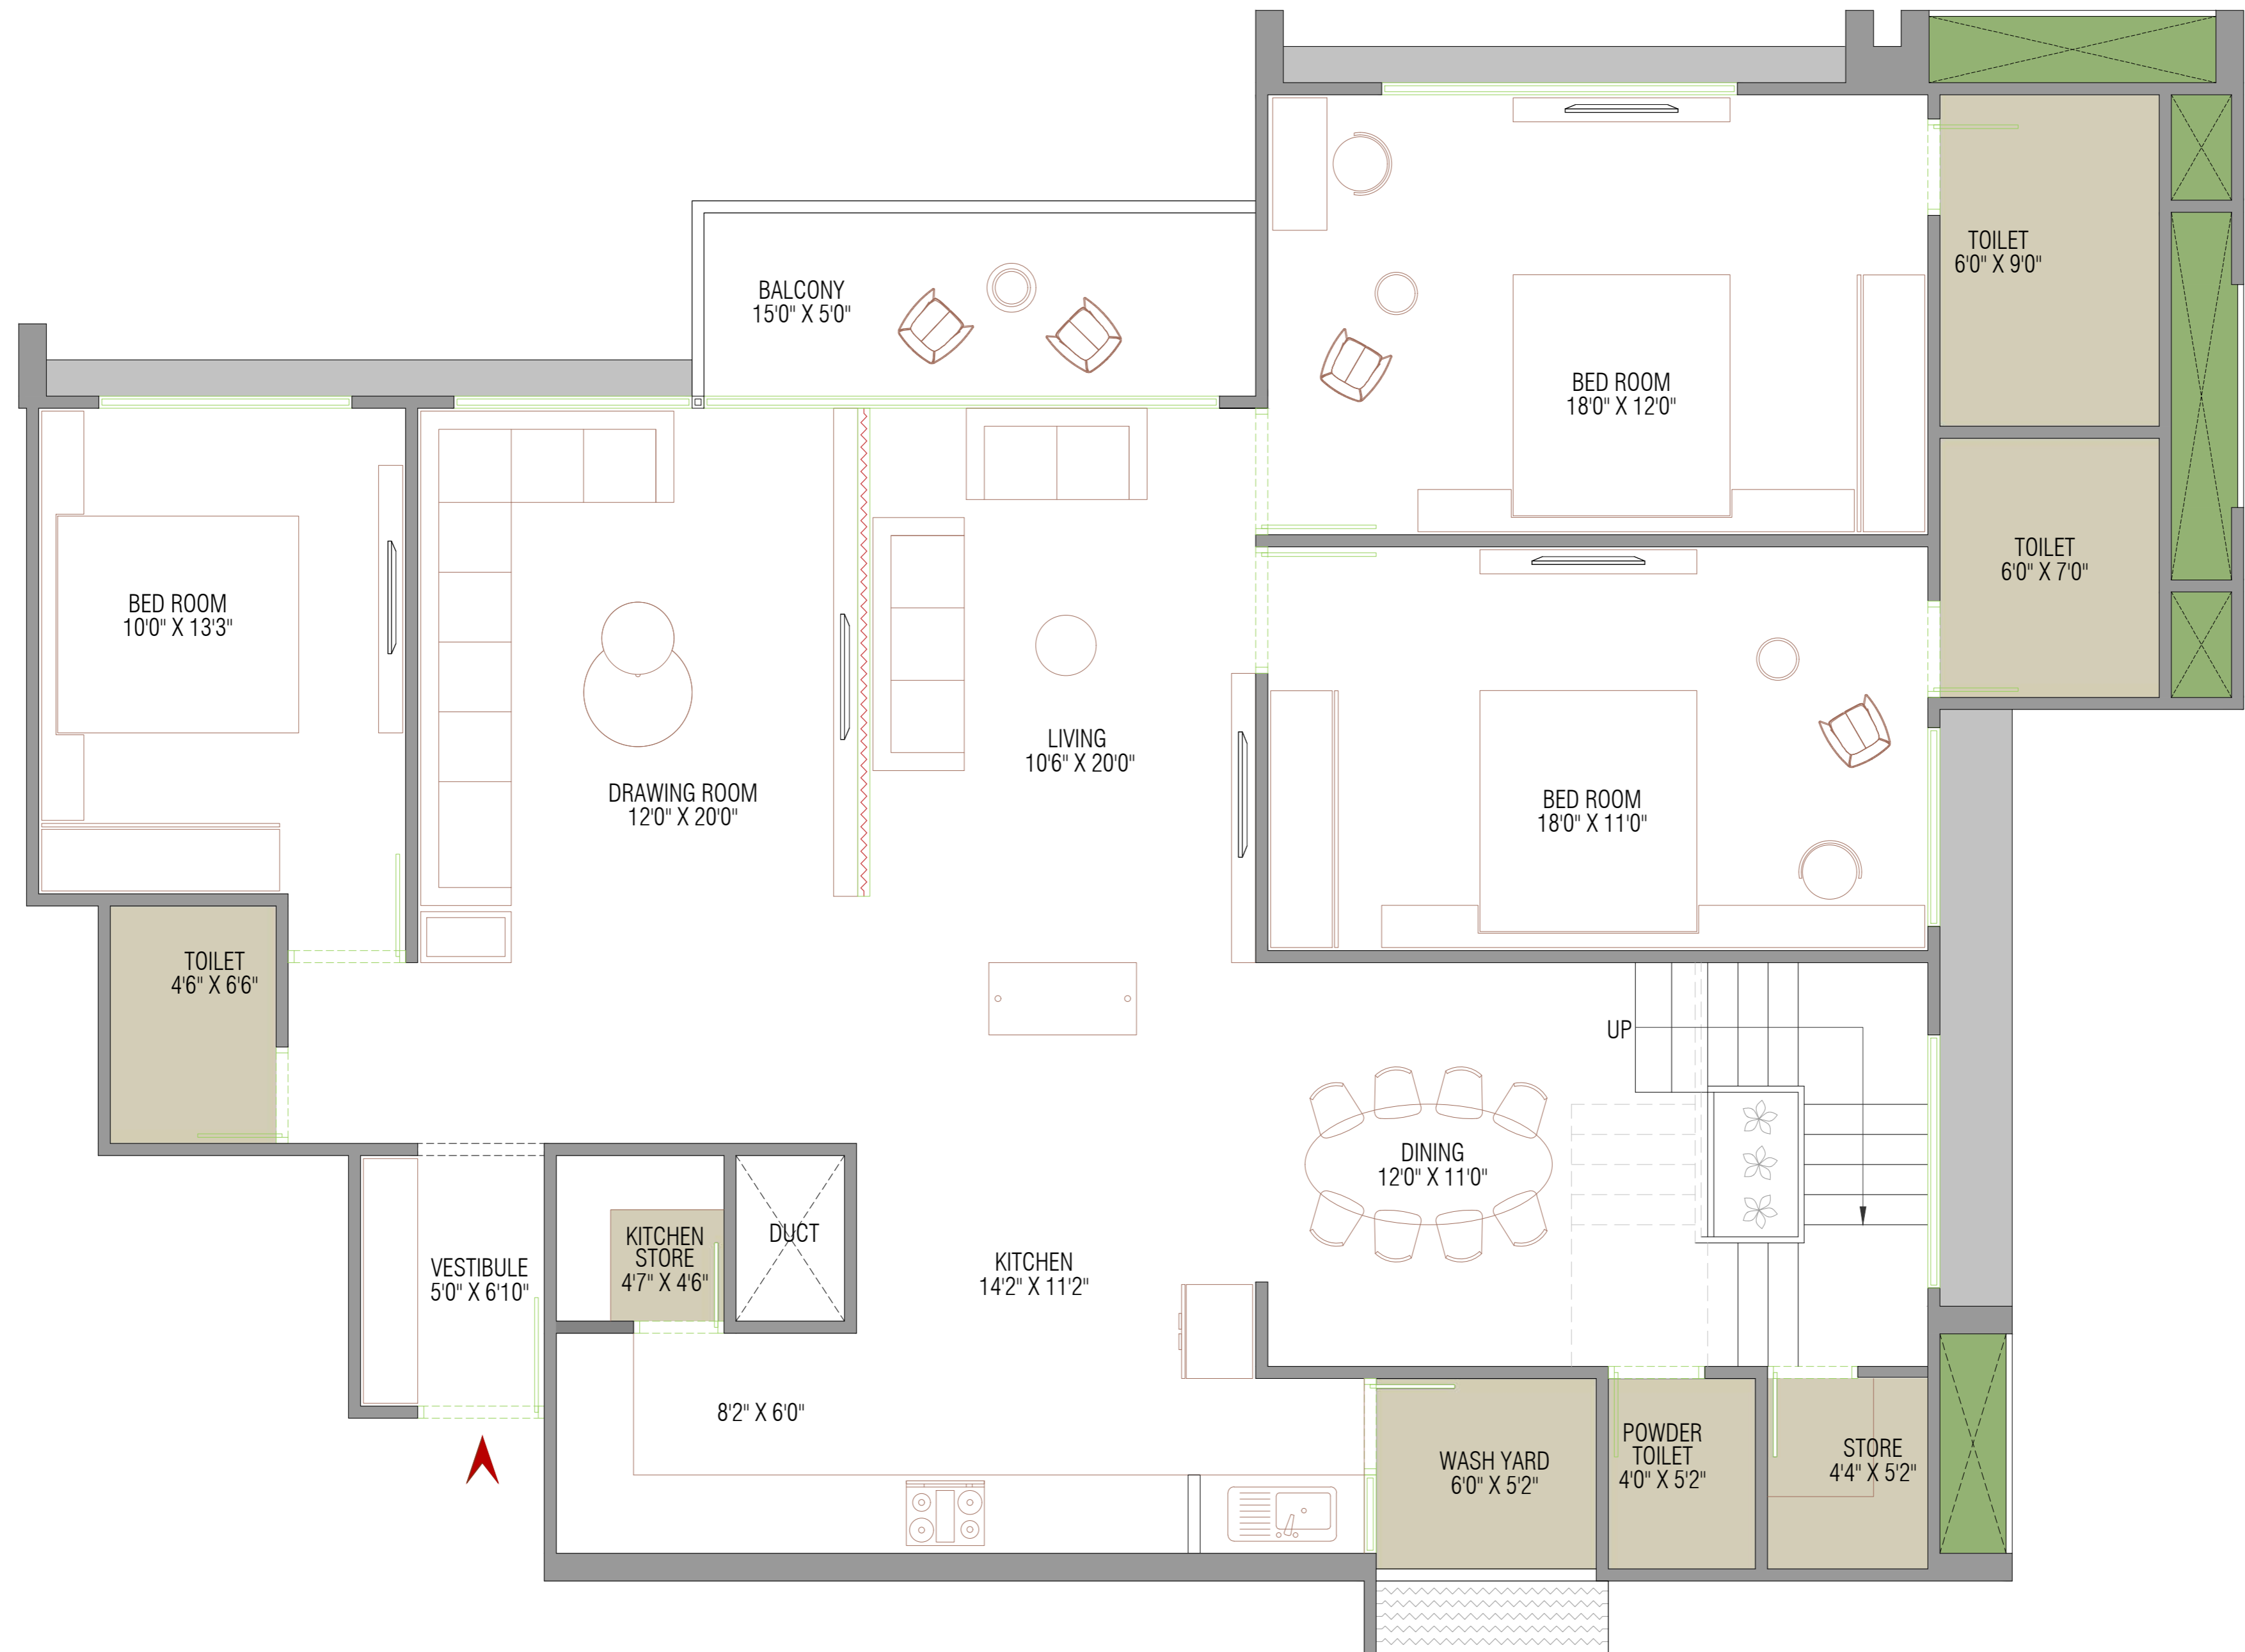 BALCONY
15'0" X 5'0"
TOILET
6'0" X 9'0"
BED ROOM
18'0" X 12'0"
TOILET
6'0" X 7'0"
BED ROOM
10'0" X 13'3"
LIVING
10'6" X 20'0"
DRAWING ROOM
12'0" X 20'0"
BED ROOM
18'0" X 11'0"
TOILET
4'6" X 6'6"
UP
DINING
12'0" X 11'0"
KITCHEN
STORE
4'7" X 4'6"
DUCT
VESTIBULE
5'0" X 6'10"
KITCHEN
14'2" X 11'2"
8'2" X 6'0"
WASH YARD
6'0" X 5'2"
POWDER
TOILET
4'0" X 5'2"
STORE
4'4" X 5'2"